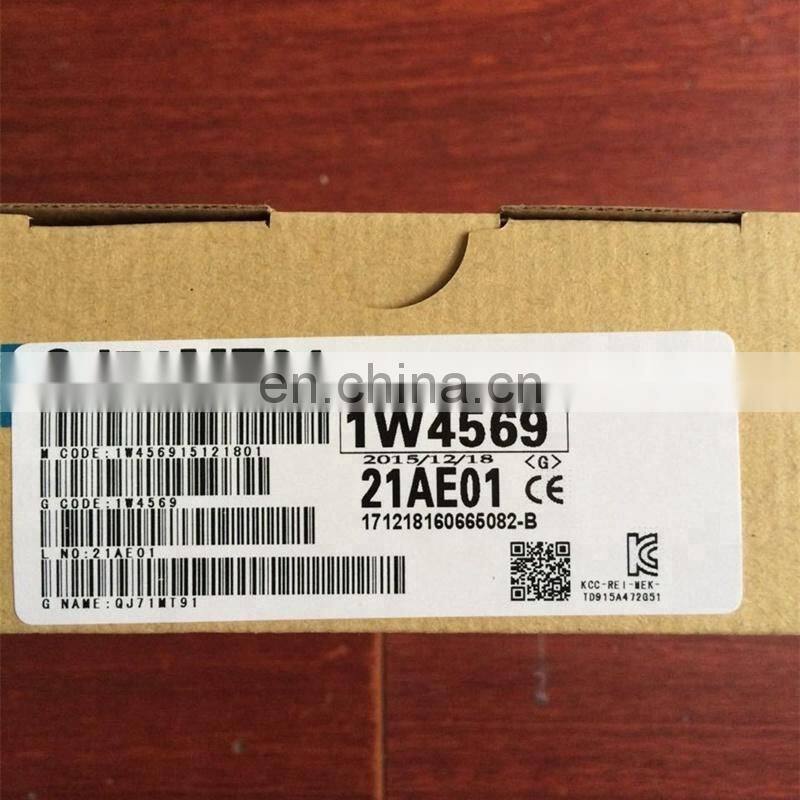 QJ71MT91
en.china.cn
1W4569
M CODE:1W456915121801
2015/12/18 <G>
G CODE:1W4569
21AE01 CE
171218160665082-B
L NO:21AE01
KCC-REI-MEK-
TD915A472G51
G NAME:QJ71MT91